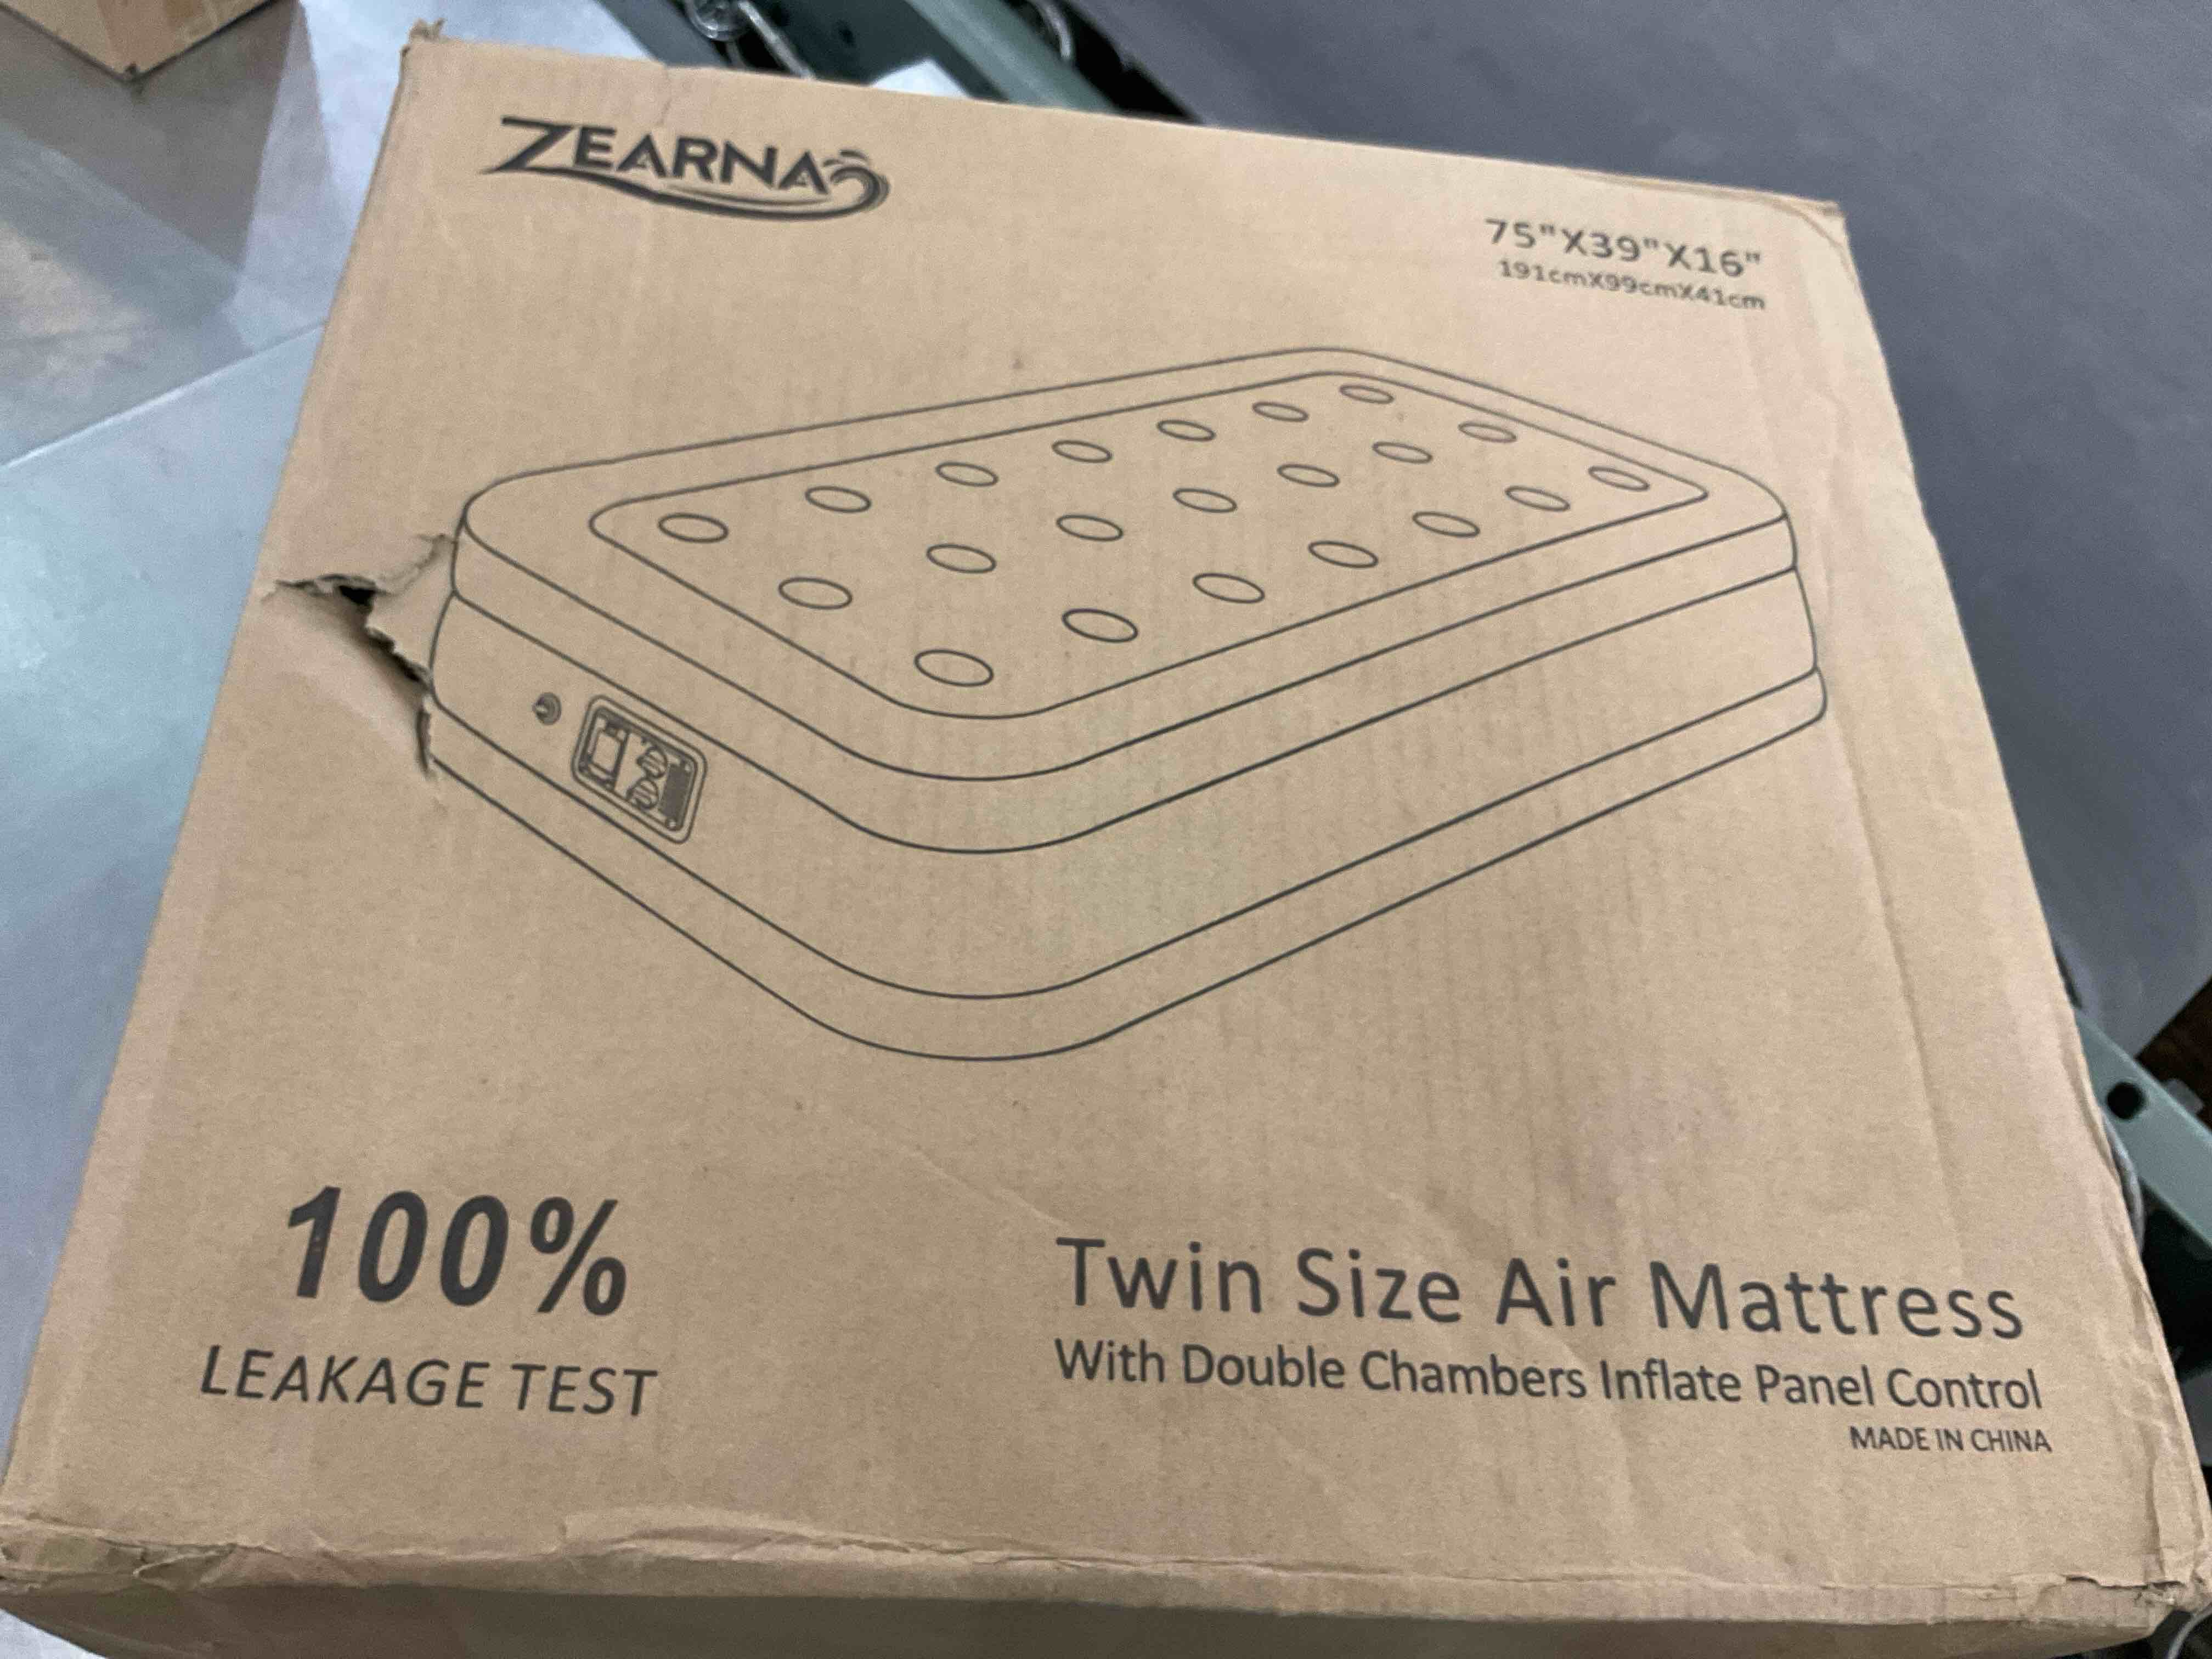 ZEARNA
75"X39"X16"
191cmX99cmX41cm
100%
LEAKAGE TEST
Twin Size Air Mattress
With Double Chambers Inflate Panel Control
MADE IN CHINA